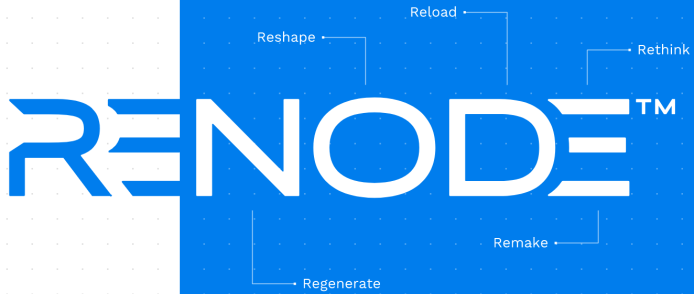 Reload
Reshape
Rethink
RENODE™
Remake
Regenerate